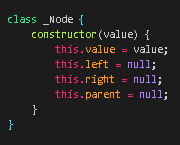 class _Node {
    constructor(value) {
        this.value = value;
        this.left = null;
        this.right = null;
        this.parent = null;
    }
}